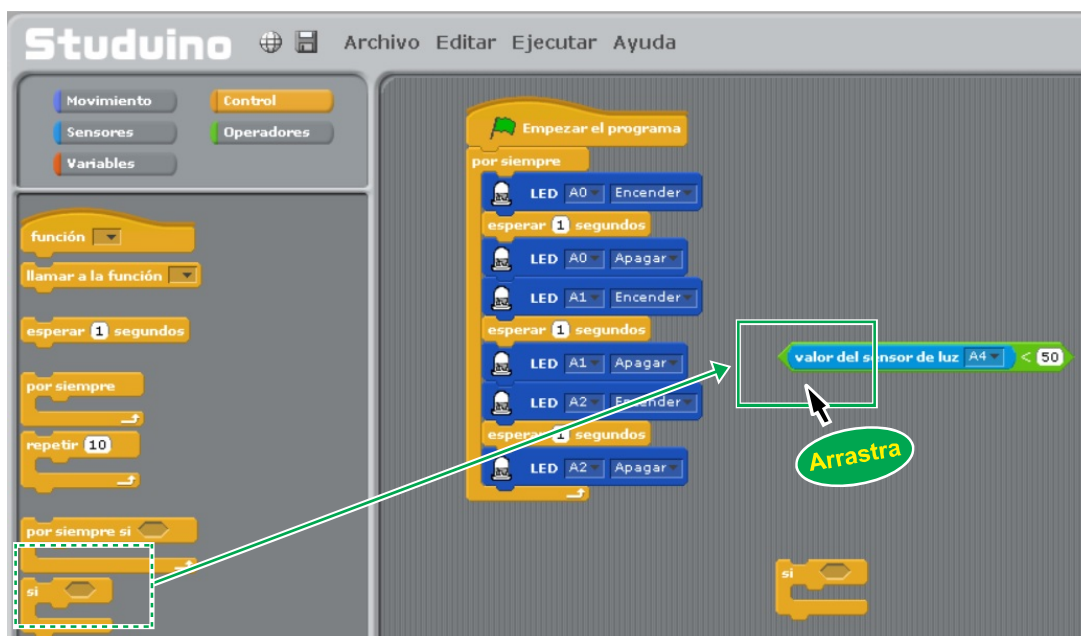 Studuino Archivo Editar Ejecutar Ayuda
Movimiento Control
Sensores Operadores
Variables
función
llamar a la función
esperar 1 segundos
por siempre
repetir 10
por siempre si
si
Empezar el programa
por siempre
LED A0 Encender
esperar 1 segundos
LED A0 Apagar
LED A1 Encender
esperar 1 segundos
LED A1 Apagar
LED A2 Encender
esperar 1 segundos
LED A2 Apagar
valor del sensor de luz A4 < 50
Arrastra
si